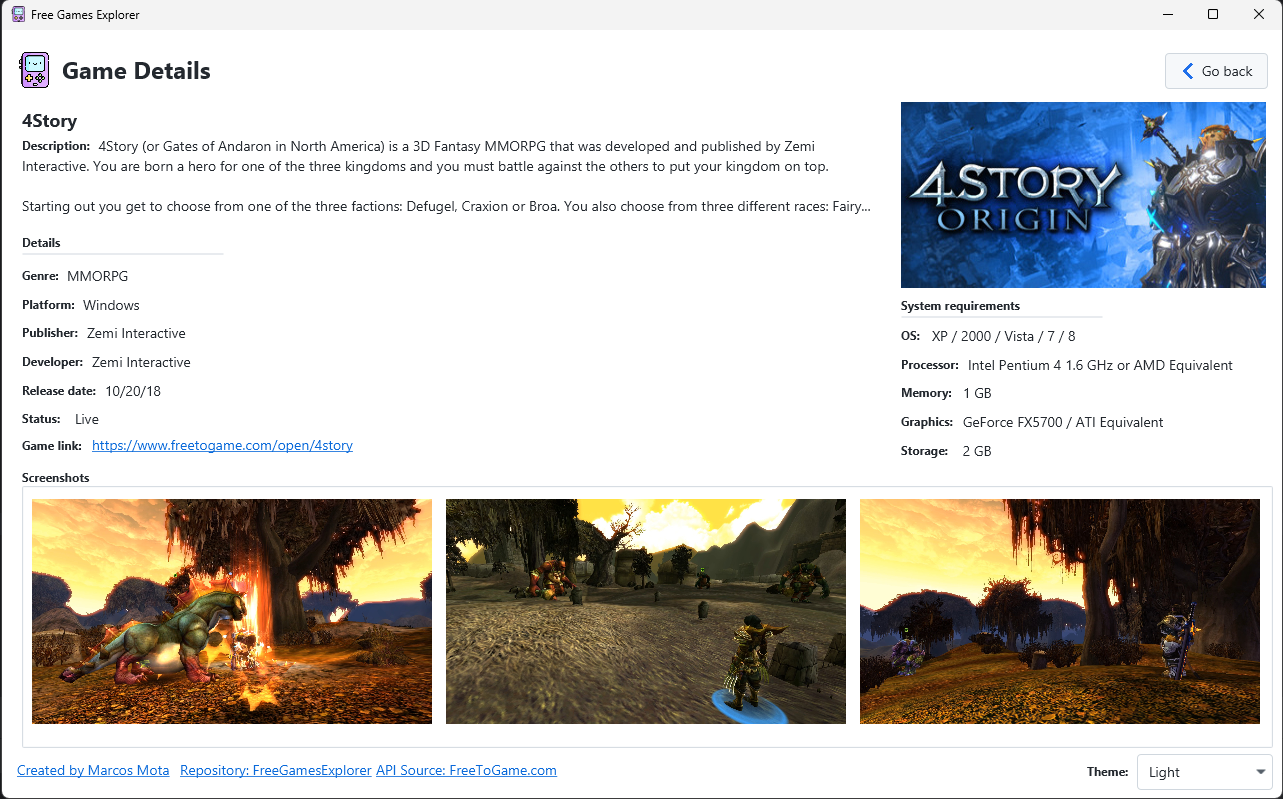 Free Games Explorer
Game Details
Go back
4Story
Description: 4Story (or Gates of Andaron in North America) is a 3D Fantasy MMORPG that was developed and published by Zemi
Interactive. You are born a hero for one of the three kingdoms and you must battle against the others to put your kingdom on top.
Starting out you get to choose from one of the three factions: Defugel, Craxion or Broa. You also choose from three different races: Fairy...
Details
Genre: MMORPG
Platform: Windows
Publisher: Zemi Interactive
Developer: Zemi Interactive
Release date: 10/20/18
Status: Live
Game link: https://www.freetogame.com/open/4story
4STORY
ORIGIN
System requirements
OS: XP / 2000 / Vista / 7 / 8
Processor: Intel Pentium 4 1.6 GHz or AMD Equivalent
Memory: 1 GB
Graphics: GeForce FX5700 / ATI Equivalent
Storage: 2 GB
Screenshots
Created by Marcos Mota Repository: FreeGamesExplorer API Source: FreeToGame.com
Theme: Light